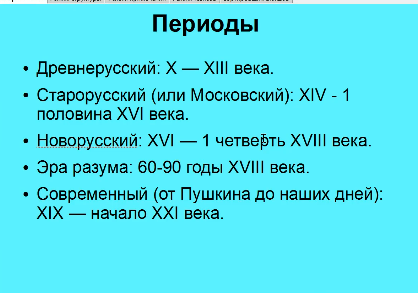 Периоды
• Древнерусский: X — XIII века.
• Старорусский (или Московский): XIV - 1
половина XVI века.
• Новорусский: XVI — 1 четверть XVIII века.
• Эра разума: 60-90 годы XVIII века.
• Современный (от Пушкина до наших дней):
XIX — начало XXI века.